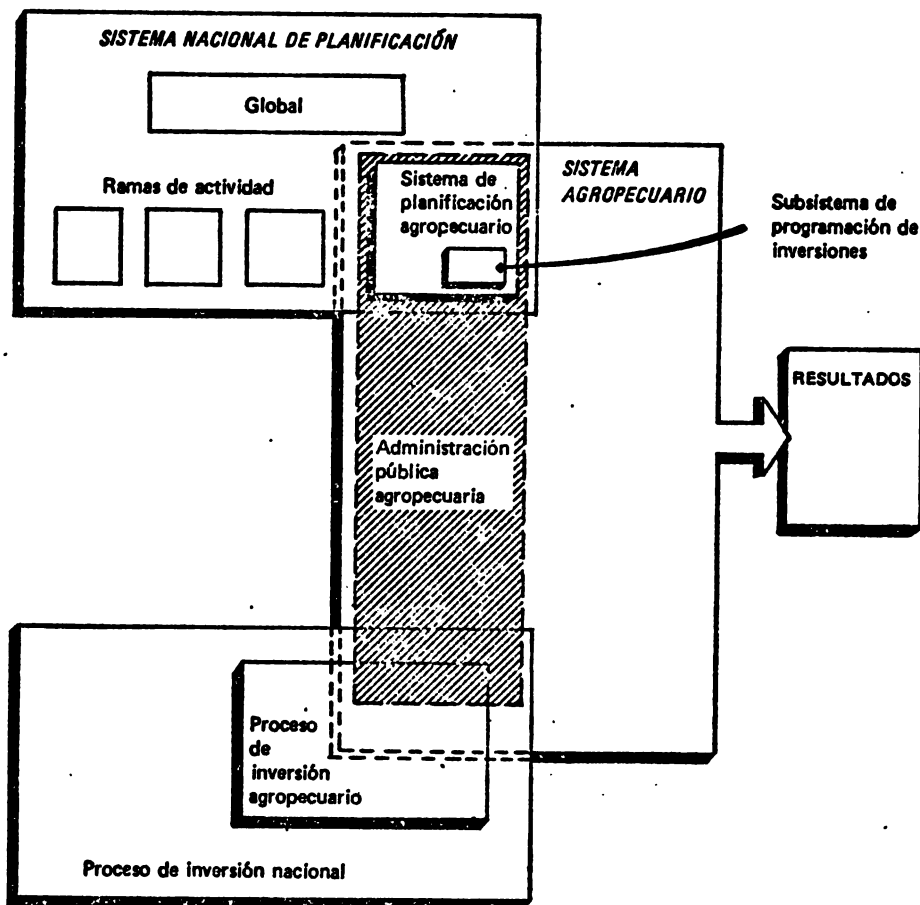 SISTEMA NACIONAL DE PLANIFICACIÓN
Global
Ramas de actividad
Sistema de
planificación
agropecuario
SISTEMA
AGROPECUARIO
Subsistema de
programación de
inversiones
RESULTADOS
Administración
pública
agropecuaria
Proceso
de
inversión
agropecuario
Proceso de inversión nacional